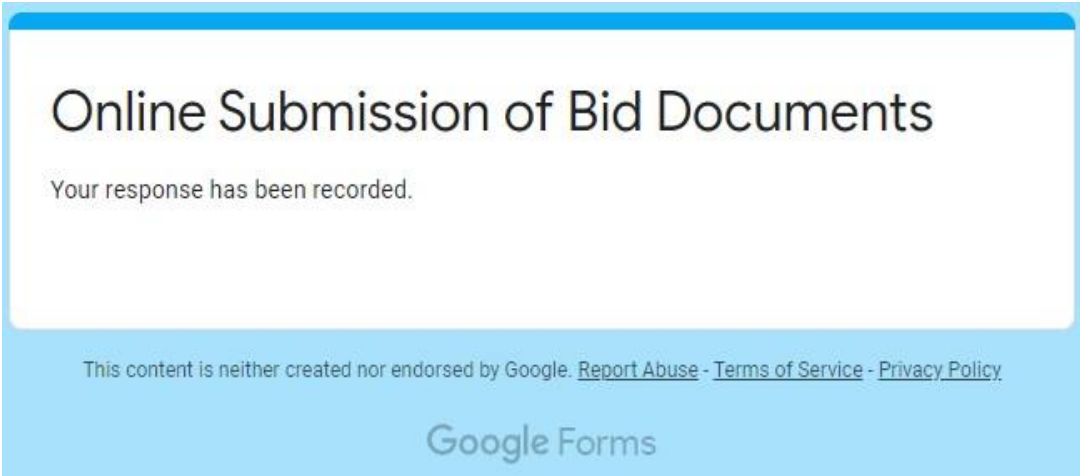 Online Submission of Bid Documents
Your response has been recorded.
This content is neither created nor endorsed by Google. Report Abuse - Terms of Service - Privacy Policy
Google Forms